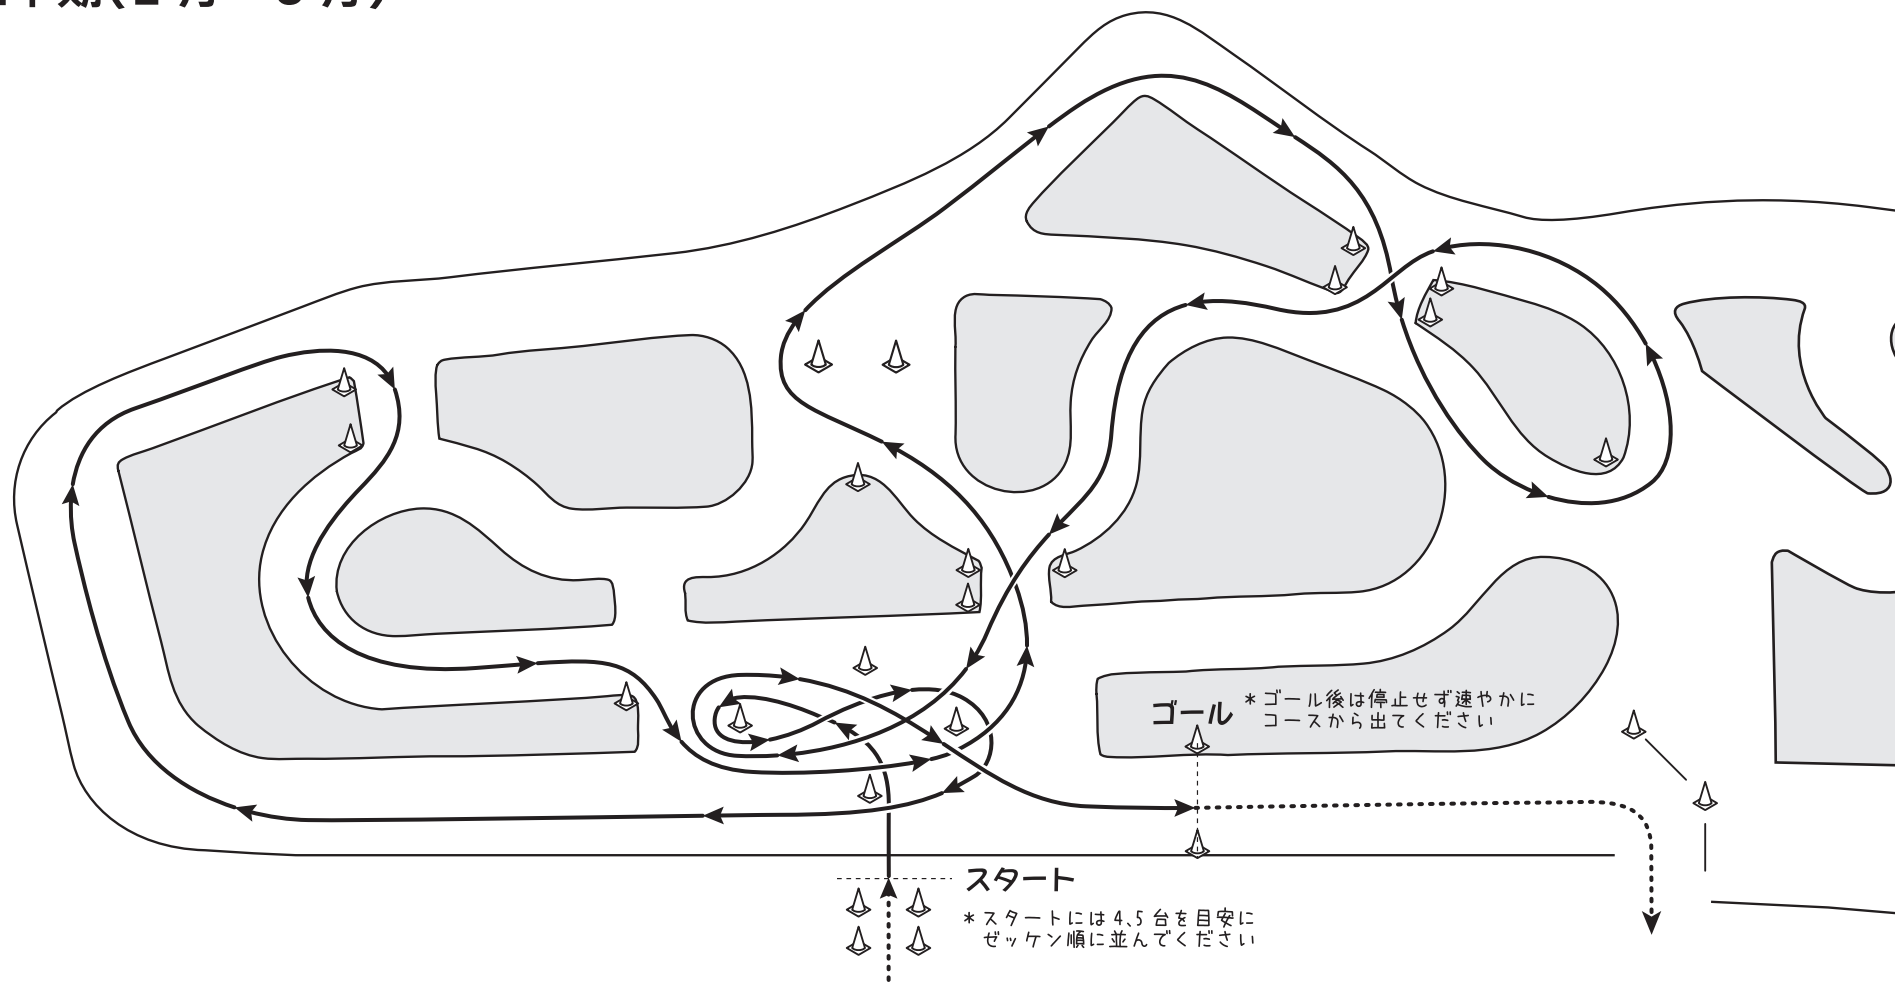 ゴール
*ゴール後は停止せず速やかに
コースから出てください
スタート
*スタートには4、5台を目安に
ゼッケン順に並んでください